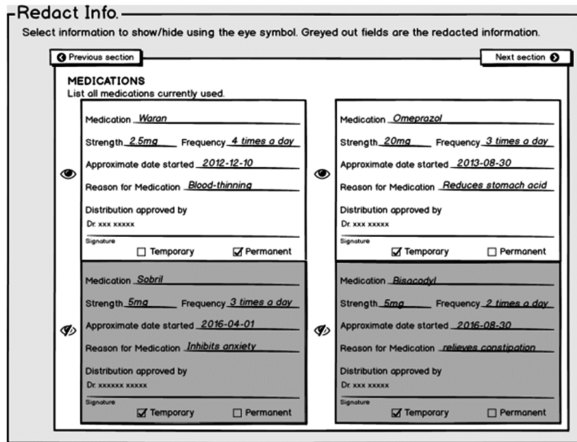 Redact Info.
Select information to show/hide using the eye symbol. Greyed out fields are the redacted information.
Previous section
Next section
MEDICATIONS
List all medications currently used.
Medication Waran
Strength 2.5mg Frequency 4 times a day
Approximate date started 2012-12-10
Reason for Medication Blood-thinning
Distribution approved by
Dr. xxx xxxxx
Signature
Temporary Permanent
Medication Omeprazol
Strength 20mg Frequency 3 times a day
Approximate date started 2013-08-30
Reason for Medication Reduces stomach acid
Distribution approved by
Dr. xxx xxxxx
Signature
Temporary Permanent
Medication Sobril
Strength 5mg Frequency 3 times a day
Approximate date started 2016-04-01
Reason for Medication Inhibits anxiety
Distribution approved by
Dr. xxxxxx xxxxx
Signature
Temporary Permanent
Medication Bisacodyl
Strength 5mg Frequency 2 times a day
Approximate date started 2016-08-30
Reason for Medication relieves constipation
Distribution approved by
Dr. xxx xxxxx
Signature
Temporary Permanent